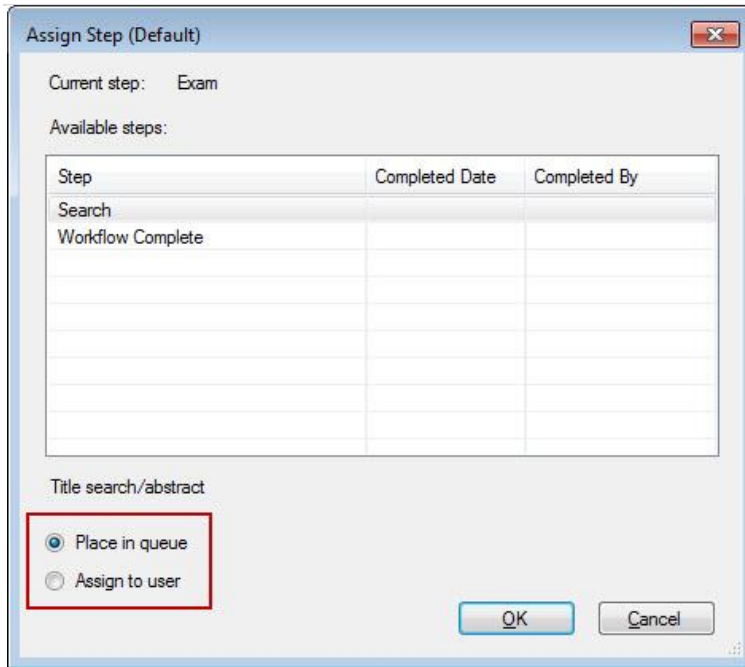 Assign Step (Default)
Current step: Exam
Available steps:
Step Completed Date Completed By
Search
Workflow Complete
Title search/abstract
Place in queue
Assign to user
OK Cancel